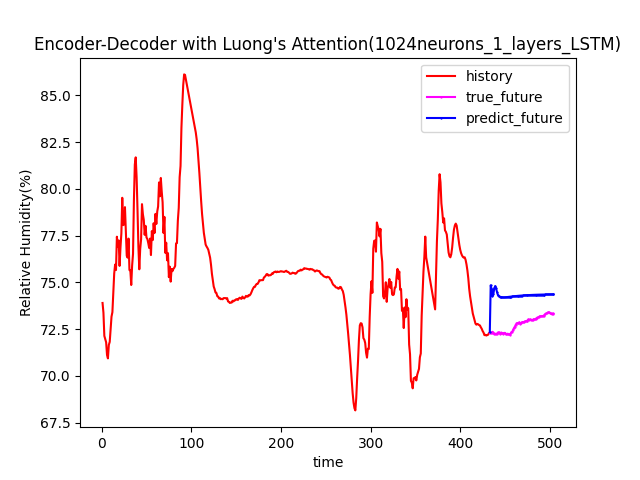 Encoder-Decoder with Luong's Attention(1024neurons_1_layers_LSTM)
history
true_future
predict_future
Relative Humidity(%)
85.0
82.5
80.0
77.5
75.0
72.5
70.0
67.5
0 100 200 300 400 500
time